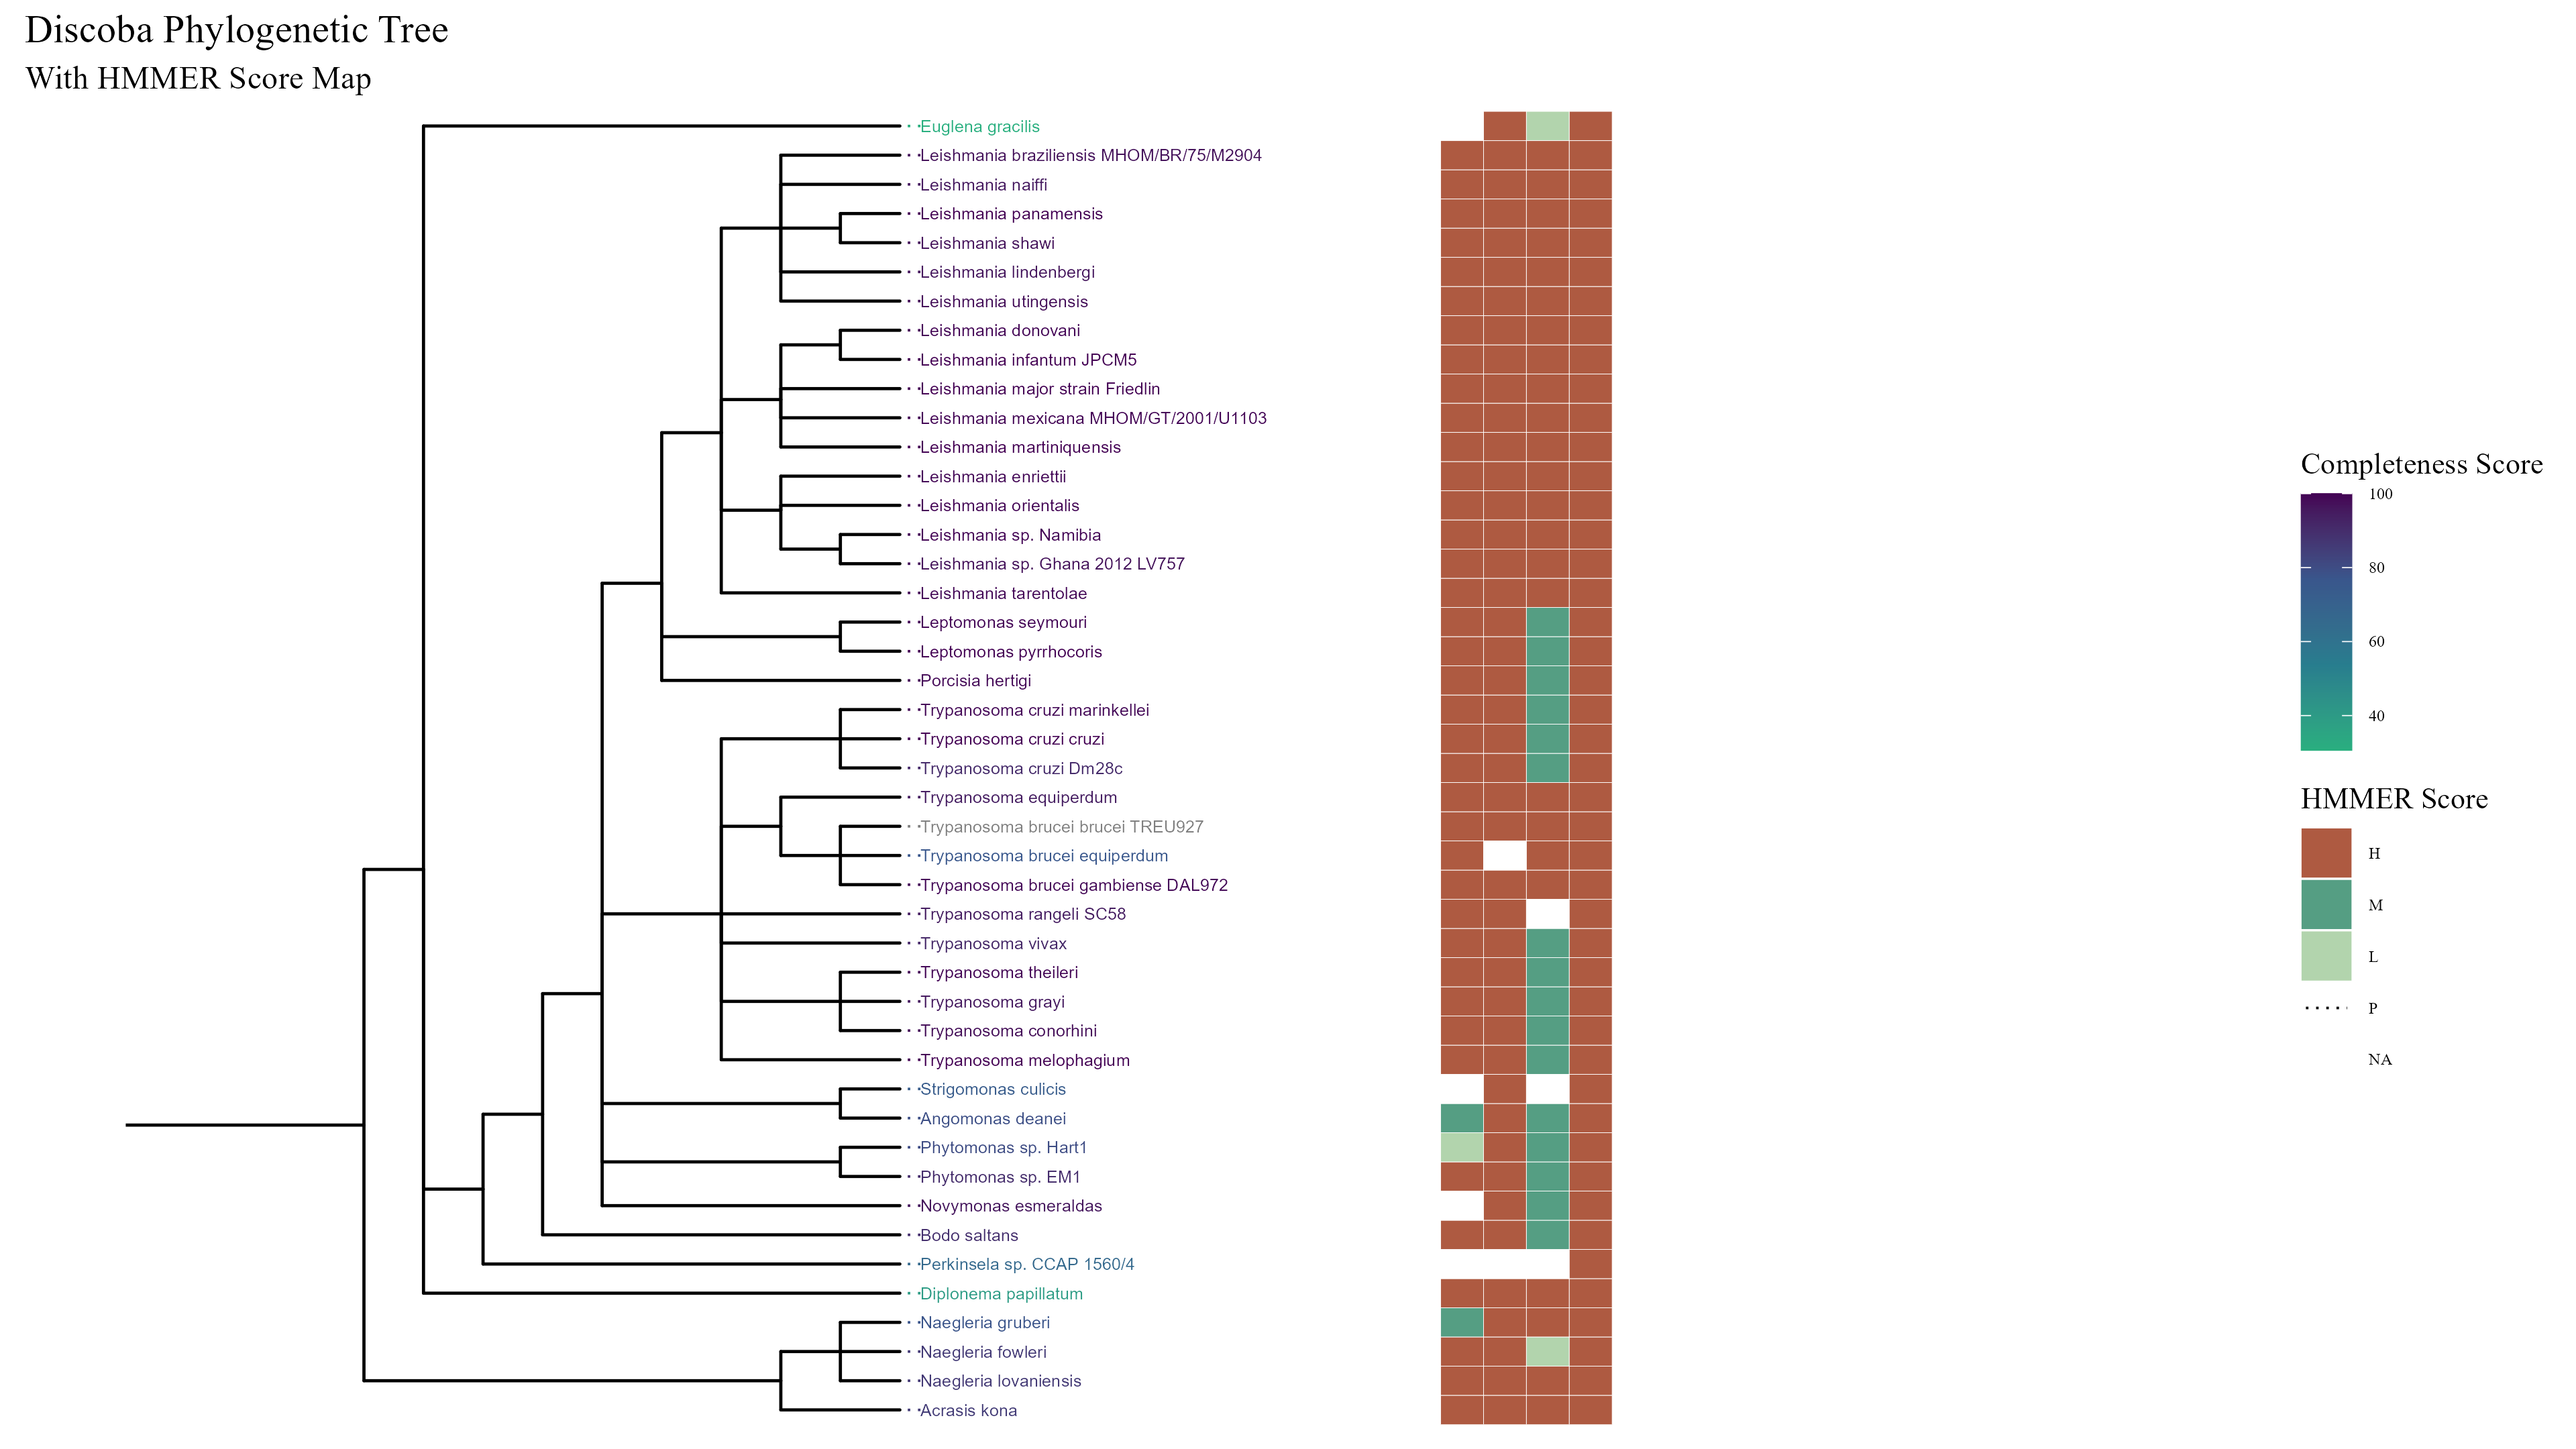 Discoba Phylogenetic Tree
With HMMER Score Map
Euglena gracilis
Leishmania braziliensis MHOM/BR/75/M2904
Leishmania naiffi
Leishmania panamensis
Leishmania shawi
Leishmania lindenbergi
Leishmania utingensis
Leishmania donovani
Leishmania infantum JPCM5
Leishmania major strain Friedlin
Leishmania mexicana MHOM/GT/2001/U1103
Leishmania martiniquensis
Leishmania enriettii
Leishmania orientalis
Leishmania sp. Namibia
Leishmania sp. Ghana 2012 LV757
Leishmania tarentolae
Leptomonas seymouri
Leptomonas pyrrhocoris
Porcisia hertigi
Trypanosoma cruzi marinkellei
Trypanosoma cruzi cruzi
Trypanosoma cruzi Dm28c
Trypanosoma equiperdum
Trypanosoma brucei brucei TREU927
Trypanosoma brucei equiperdum
Trypanosoma brucei gambiense DAL972
Trypanosoma rangeli SC58
Trypanosoma vivax
Trypanosoma theileri
Trypanosoma grayi
Trypanosoma conorhini
Trypanosoma melophagium
Strigomonas culicis
Angomonas deanei
Phytomonas sp. Hart1
Phytomonas sp. EM1
Novymonas esmeraldas
Bodo saltans
Perkinsela sp. CCAP 1560/4
Diplonema papillatum
Naegleria gruberi
Naegleria fowleri
Naegleria lovaniensis
Acrasis kona
Completeness Score
100
80
60
40
HMMER Score
H
M
L
P
NA